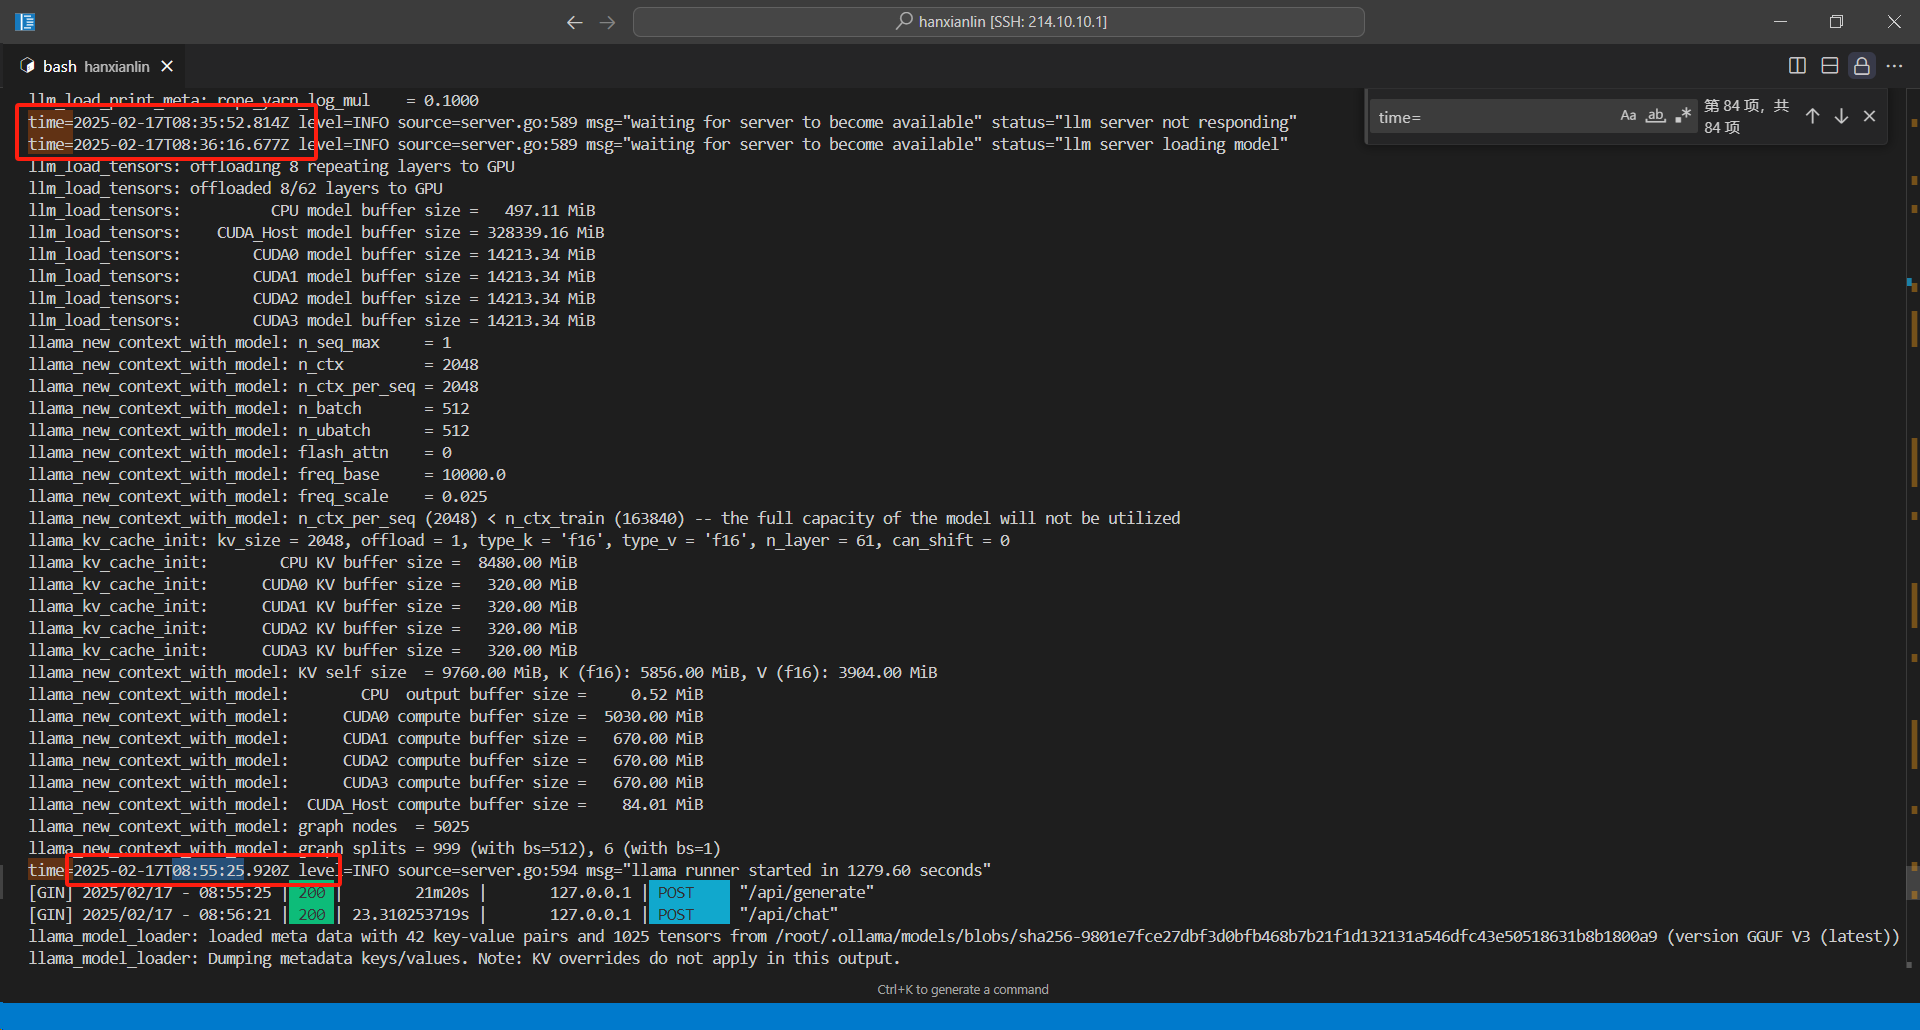 hanxianlin [SSH: 214.10.10.1]
bash hanxianlin
time=
Aa ab .*
第 84 项，共 84 项
llm_load_print_meta: rope_yarn_log_mul    = 0.1000
time=2025-02-17T08:35:52.814Z level=INFO source=server.go:589 msg="waiting for server to become available" status="llm server not responding"
time=2025-02-17T08:36:16.677Z level=INFO source=server.go:589 msg="waiting for server to become available" status="llm server loading model"
llm_load_tensors: offloading 8 repeating layers to GPU
llm_load_tensors: offloaded 8/62 layers to GPU
llm_load_tensors:          CPU model buffer size =   497.11 MiB
llm_load_tensors:    CUDA_Host model buffer size = 328339.16 MiB
llm_load_tensors:        CUDA0 model buffer size = 14213.34 MiB
llm_load_tensors:        CUDA1 model buffer size = 14213.34 MiB
llm_load_tensors:        CUDA2 model buffer size = 14213.34 MiB
llm_load_tensors:        CUDA3 model buffer size = 14213.34 MiB
llama_new_context_with_model: n_seq_max     = 1
llama_new_context_with_model: n_ctx         = 2048
llama_new_context_with_model: n_ctx_per_seq = 2048
llama_new_context_with_model: n_batch       = 512
llama_new_context_with_model: n_ubatch      = 512
llama_new_context_with_model: flash_attn    = 0
llama_new_context_with_model: freq_base     = 10000.0
llama_new_context_with_model: freq_scale    = 0.025
llama_new_context_with_model: n_ctx_per_seq (2048) < n_ctx_train (163840) -- the full capacity of the model will not be utilized
llama_kv_cache_init: kv_size = 2048, offload = 1, type_k = 'f16', type_v = 'f16', n_layer = 61, can_shift = 0
llama_kv_cache_init:        CPU KV buffer size =  8480.00 MiB
llama_kv_cache_init:      CUDA0 KV buffer size =   320.00 MiB
llama_kv_cache_init:      CUDA1 KV buffer size =   320.00 MiB
llama_kv_cache_init:      CUDA2 KV buffer size =   320.00 MiB
llama_kv_cache_init:      CUDA3 KV buffer size =   320.00 MiB
llama_new_context_with_model: KV self size  = 9760.00 MiB, K (f16): 5856.00 MiB, V (f16): 3904.00 MiB
llama_new_context_with_model:        CPU  output buffer size =     0.52 MiB
llama_new_context_with_model:      CUDA0 compute buffer size =  5030.00 MiB
llama_new_context_with_model:      CUDA1 compute buffer size =   670.00 MiB
llama_new_context_with_model:      CUDA2 compute buffer size =   670.00 MiB
llama_new_context_with_model:      CUDA3 compute buffer size =   670.00 MiB
llama_new_context_with_model:  CUDA_Host compute buffer size =    84.01 MiB
llama_new_context_with_model: graph nodes  = 5025
llama_new_context_with_model: graph splits = 999 (with bs=512), 6 (with bs=1)
time=2025-02-17T08:55:25.920Z level=INFO source=server.go:594 msg="llama runner started in 1279.60 seconds"
[GIN] 2025/02/17 - 08:55:25 | 200 |        21m20s |       127.0.0.1 | POST     "/api/generate"
[GIN] 2025/02/17 - 08:56:21 | 200 | 23.310253719s |       127.0.0.1 | POST     "/api/chat"
llama_model_loader: loaded meta data with 42 key-value pairs and 1025 tensors from /root/.ollama/models/blobs/sha256-9801e7fce27dbf3d0bfb468b7b21f1d132131a546dfc43e50518631b8b1800a9 (version GGUF V3 (latest))
llama_model_loader: Dumping metadata keys/values. Note: KV overrides do not apply in this output.
Ctrl+K to generate a command